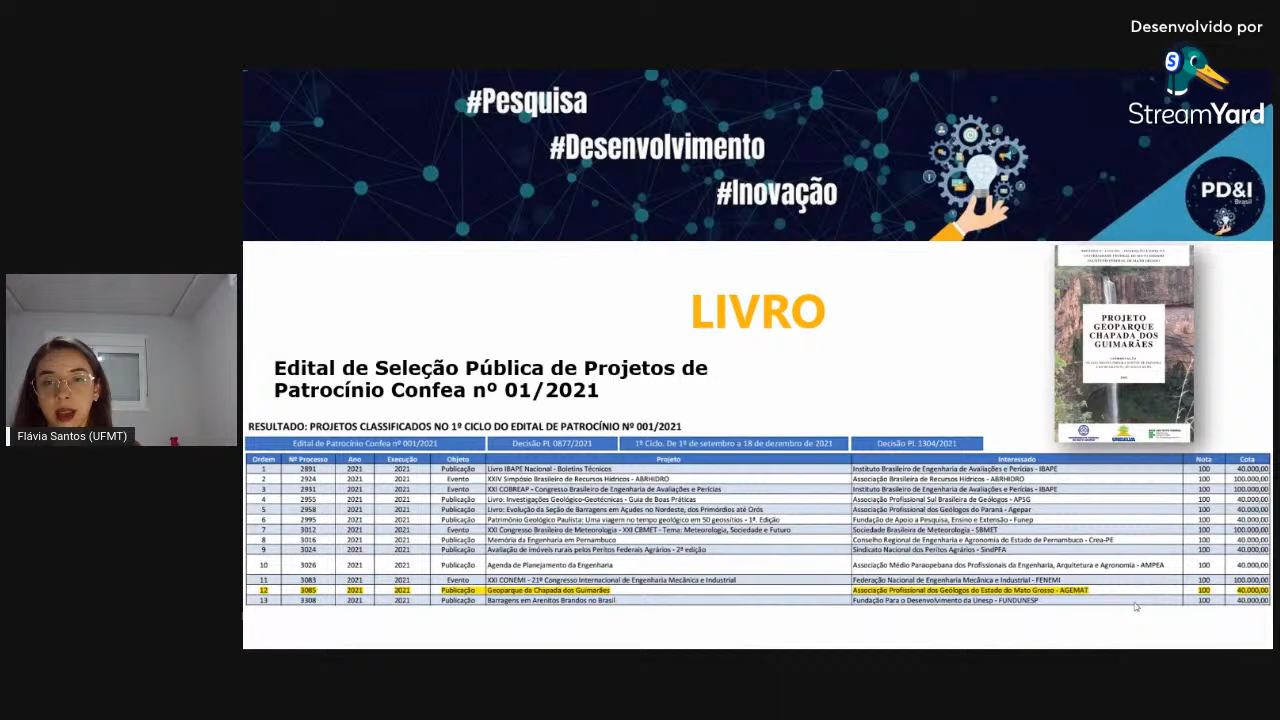 Desenvolvido por
StreamYard
#Pesquisa
#Desenvolvimento
#Inovação
PD&I
Brasil
LIVRO
PROJETO
GEOPARQUE
CHAPADA DOS
GUIMARÃES
Edital de Seleção Pública de Projetos de
Patrocínio Confea nº 01/2021
Flávia Santos (UFMT)
RESULTADO: PROJETOS CLASSIFICADOS NO 1º CICLO DO EDITAL DE PATROCÍNIO Nº 001/2021
Edital de Patrocínio Confea nº 001/2021 Decisão PL 0877/2021 1º Ciclo. De 1º de setembro a 18 de dezembro de 2021 Decisão PL 1304/2021
Ordem Nº Processo Ano Execução Objeto Projeto Interessado Nota Cota
1 2891 2021 2021 Publicação Livro IBAPE Nacional - Boletins Técnicos Instituto Brasileiro de Engenharia de Avaliações e Perícias - IBAPE 100 40.000,00
2 2924 2021 2021 Evento XXIV Simpósio Brasileiro de Recursos Hídricos - ABRHIDRO Associação Brasileira de Recursos Hídricos - ABRHIDRO 100 100.000,00
3 2931 2021 2021 Evento XXI COBREAP - Congresso Brasileiro de Engenharia de Avaliações e Perícias Instituto Brasileiro de Engenharia de Avaliações e Perícias - IBAPE 100 100.000,00
4 2955 2021 2021 Publicação Livro: Investigações Geológico-Geotécnicas - Guia de Boas Práticas Associação Profissional Sul Brasileira de Geólogos - APSG 100 40.000,00
5 2958 2021 2021 Publicação Livro: Evolução da Seção de Barragens em Açudes no Nordeste, dos Primórdios até Orós Associação Profissional dos Geólogos do Paraná - Agepar 100 40.000,00
6 2995 2021 2021 Publicação Patrimônio Geológico Paulista: Uma viagem no tempo geológico em 50 geossítios - 1ª. Edição Fundação de Apoio a Pesquisa, Ensino e Extensão - Funep 100 40.000,00
7 3012 2021 2021 Evento XXI Congresso Brasileiro de Meteorologia - XXI CBMET - Tema: Meteorologia, Sociedade e Futuro Sociedade Brasileira de Meteorologia - SBMET 100 100.000,00
8 3016 2021 2021 Publicação Memória da Engenharia em Pernambuco Conselho Regional de Engenharia e Agronomia do Estado de Pernambuco - Crea-PE 100 40.000,00
9 3024 2021 2021 Publicação Avaliação de imóveis rurais pelos Peritos Federais Agrários - 2ª edição Sindicato Nacional dos Peritos Agrários - SindPFA 100 40.000,00
10 3026 2021 2021 Publicação Agenda de Planejamento da Engenharia Associação Médio Paraopebana dos Profissionais da Engenharia, Arquitetura e Agronomia - AMPEA 100 40.000,00
11 3083 2021 2021 Evento XXI CONEMI - 21º Congresso Internacional de Engenharia Mecânica e Industrial Federação Nacional de Engenharia Mecânica e Industrial - FENEMI 100 100.000,00
12 3085 2021 2021 Publicação Geoparque da Chapada dos Guimarães Associação Profissional dos Geólogos do Estado do Mato Grosso - AGEMAT 100 40.000,00
13 3308 2021 2021 Publicação Barragens em Arenitos Brandos no Brasil Fundação Para o Desenvolvimento da Unesp - FUNDUNESP 100 40.000,00